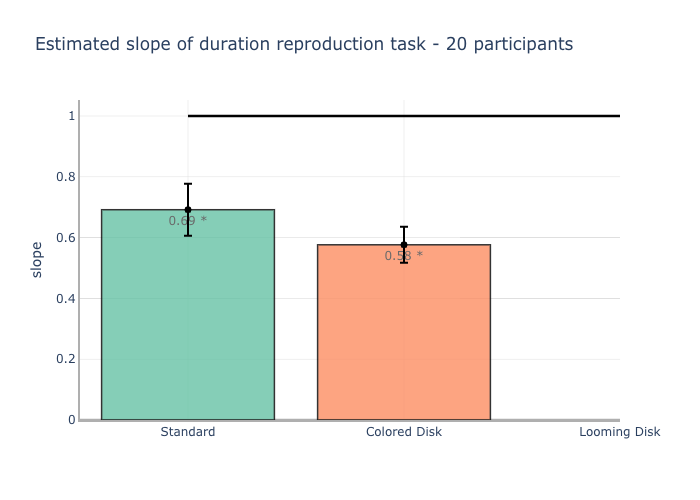 Estimated slope of duration reproduction task - 20 participants
1
0.8
0.6
0.4
0.2
0
slope
0.69 *
0.58 *
Standard
Colored Disk
Looming Disk